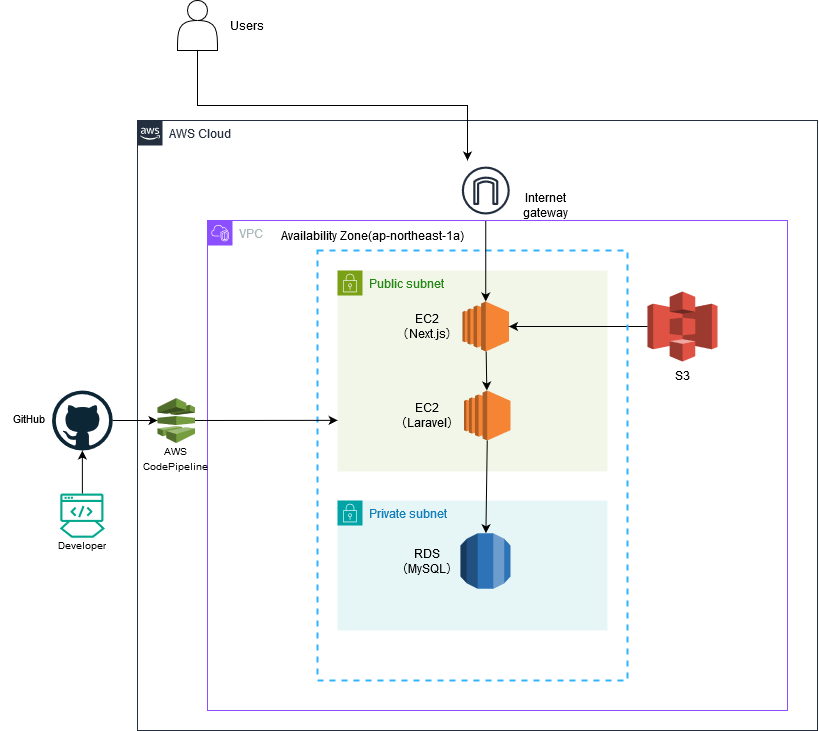 Users
aws
AWS Cloud
Internet
gateway
VPC
Availability Zone(ap-northeast-1a)
Public subnet
EC2
（Next.js）
S3
EC2
（Laravel）
GitHub
AWS
CodePipeline
Developer
Private subnet
RDS
（MySQL）